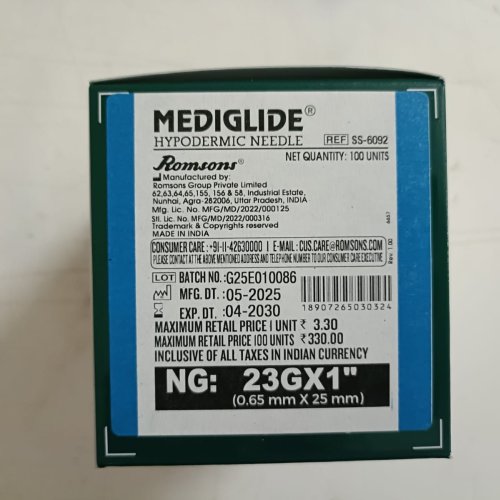 MEDIGLIDE®
HYPODERMIC NEEDLE
REF SS-6092
Romsons®
NET QUANTITY: 100 UNITS
Manufactured by:
Romsons Group Private Limited
62,63,64,65,155, 156 & 58, Industrial Estate,
Nunhai, Agra-282006, Uttar Pradesh, INDIA
Mfg. Lic. No. MFG/MD/2022/000125
Sll. Lic. No. MFG/MD/2022/000316
Trademark & Copyrights reserved
MADE IN INDIA
CONSUMER CARE : +91-11-42630000 | E-MAIL : CUS.CARE@ROMSONS.COM
PLEASE CONTACT AT THE ABOVE MENTIONED ADDRESS AND TELEPHONE NUMBER TO OUR CONSUMER CARE EXECUTIVE
Rev. 1.00
LOT BATCH NO.:G25E010086
MFG. DT. :05-2025
EXP. DT. :04-2030
18907265030324
MAXIMUM RETAIL PRICE 1 UNIT ₹ 3.30
MAXIMUM RETAIL PRICE 100 UNITS ₹ 330.00
INCLUSIVE OF ALL TAXES IN INDIAN CURRENCY
NG: 23GX1"
(0.65 mm X 25 mm)